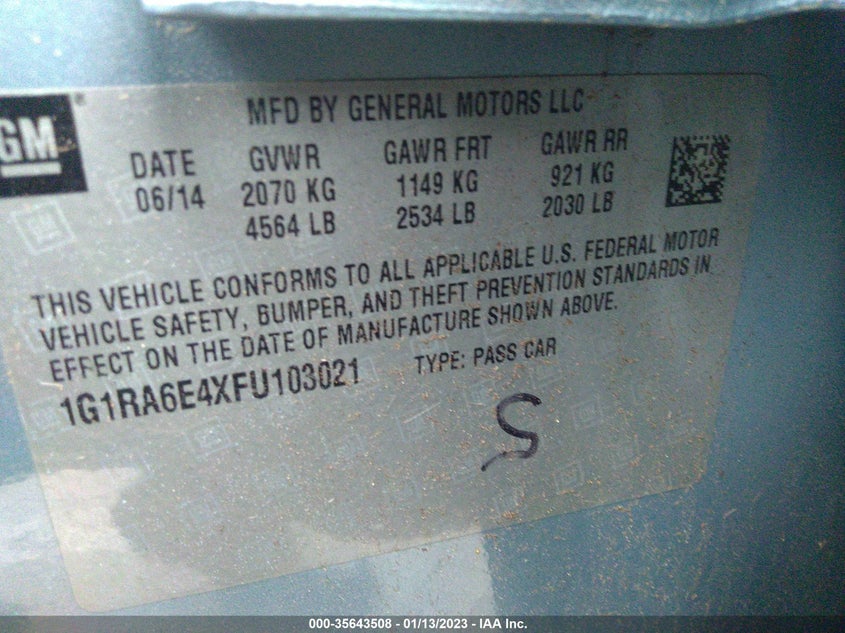 GM
MFD BY GENERAL MOTORS LLC
DATE GVWR GAWR FRT GAWR RR
06/14 2070 KG 1149 KG 921 KG
4564 LB 2534 LB 2030 LB
THIS VEHICLE CONFORMS TO ALL APPLICABLE U.S. FEDERAL MOTOR
VEHICLE SAFETY, BUMPER, AND THEFT PREVENTION STANDARDS IN
EFFECT ON THE DATE OF MANUFACTURE SHOWN ABOVE.
1G1RA6E4XFU103021 TYPE: PASS CAR
5
000-35643508 - 01/13/2023 - IAA Inc.